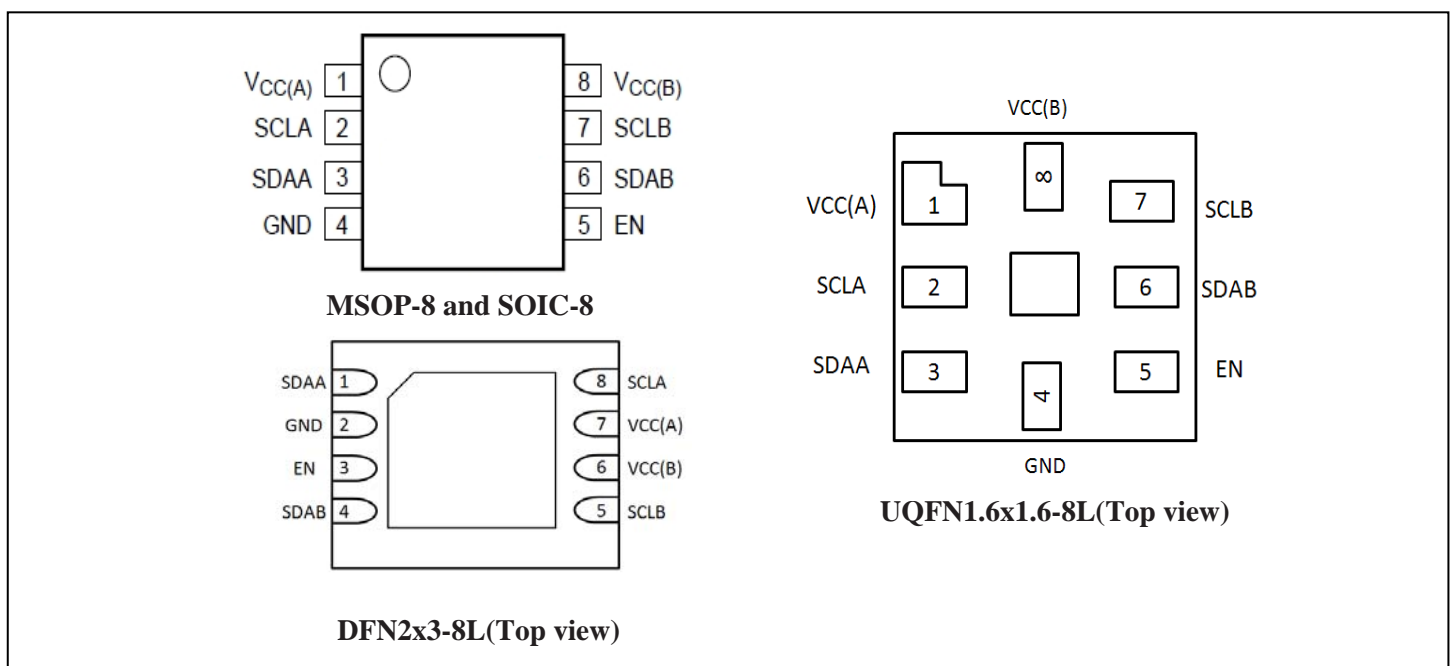 VCC(A) 1 8 VCC(B)
SCLA 2 7 SCLB
SDAA 3 6 SDAB
GND 4 5 EN
MSOP-8 and SOIC-8
SDAA 1 8 SCLA
GND 2 7 VCC(A)
EN 3 6 VCC(B)
SDAB 4 5 SCLB
DFN2x3-8L(Top view)
VCC(B)
8
VCC(A) 1 7 SCLB
SCLA 2 6 SDAB
SDAA 3 5 EN
4
GND
UQFN1.6x1.6-8L(Top view)